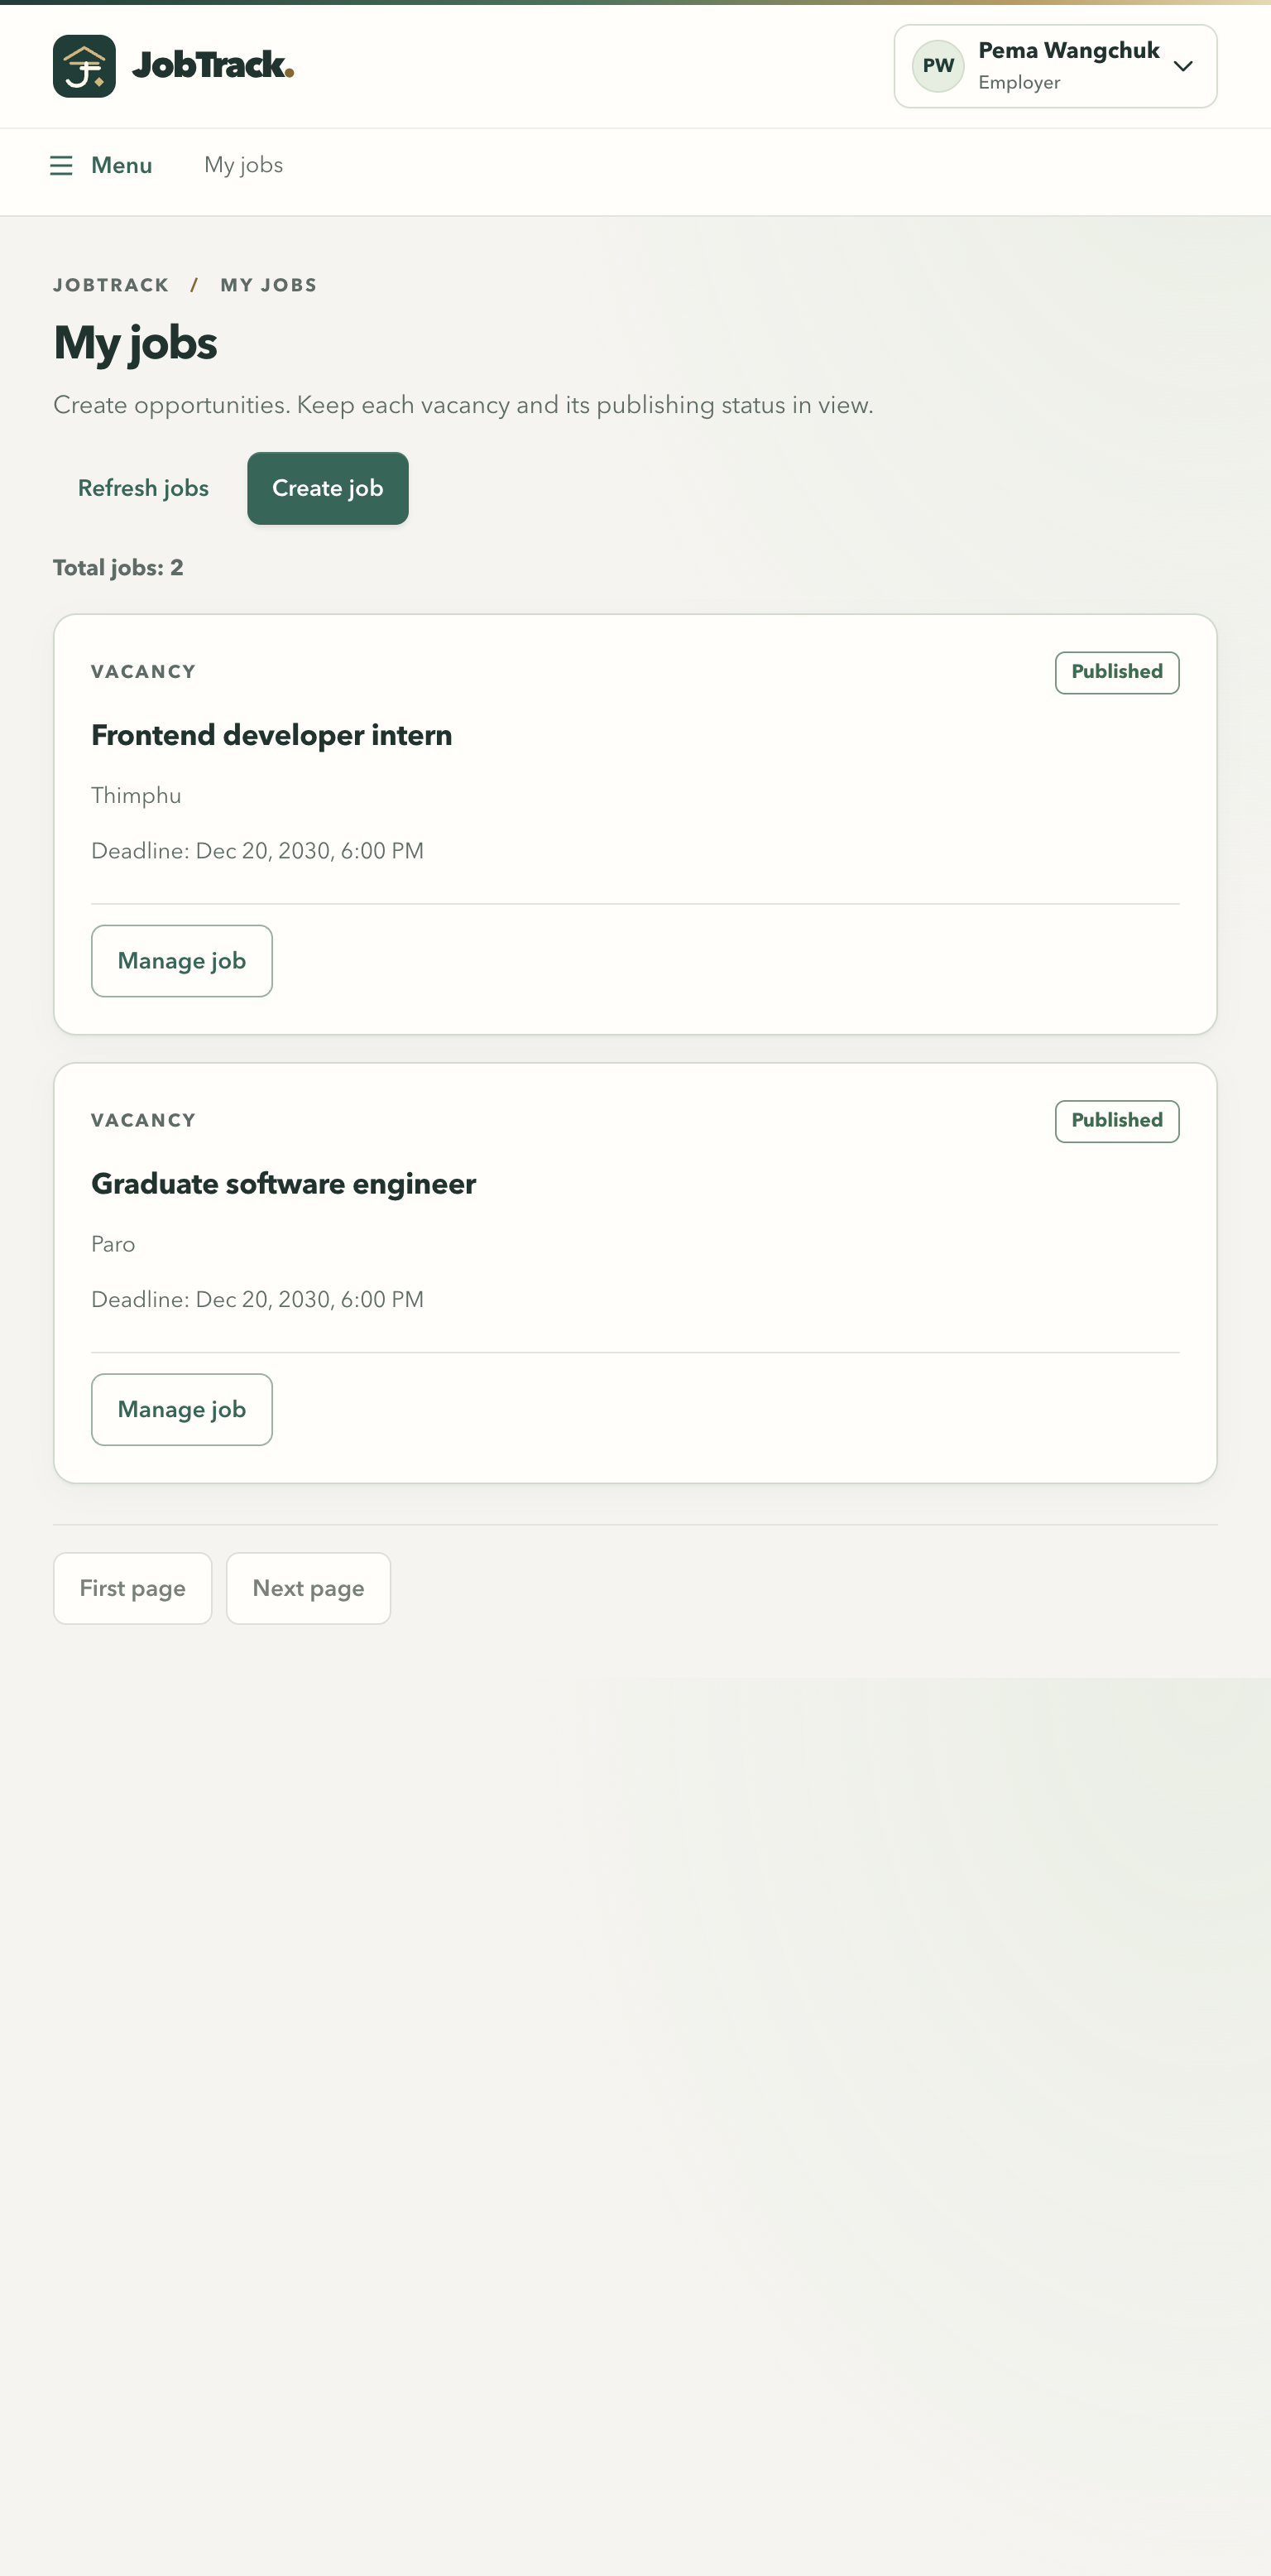 JobTrack.
PW
Pema Wangchuk
Employer
Menu
My jobs
JOBTRACK / MY JOBS
My jobs
Create opportunities. Keep each vacancy and its publishing status in view.
Refresh jobs
Create job
Total jobs: 2
VACANCY
Published
Frontend developer intern
Thimphu
Deadline: Dec 20, 2030, 6:00 PM
Manage job
VACANCY
Published
Graduate software engineer
Paro
Deadline: Dec 20, 2030, 6:00 PM
Manage job
First page
Next page